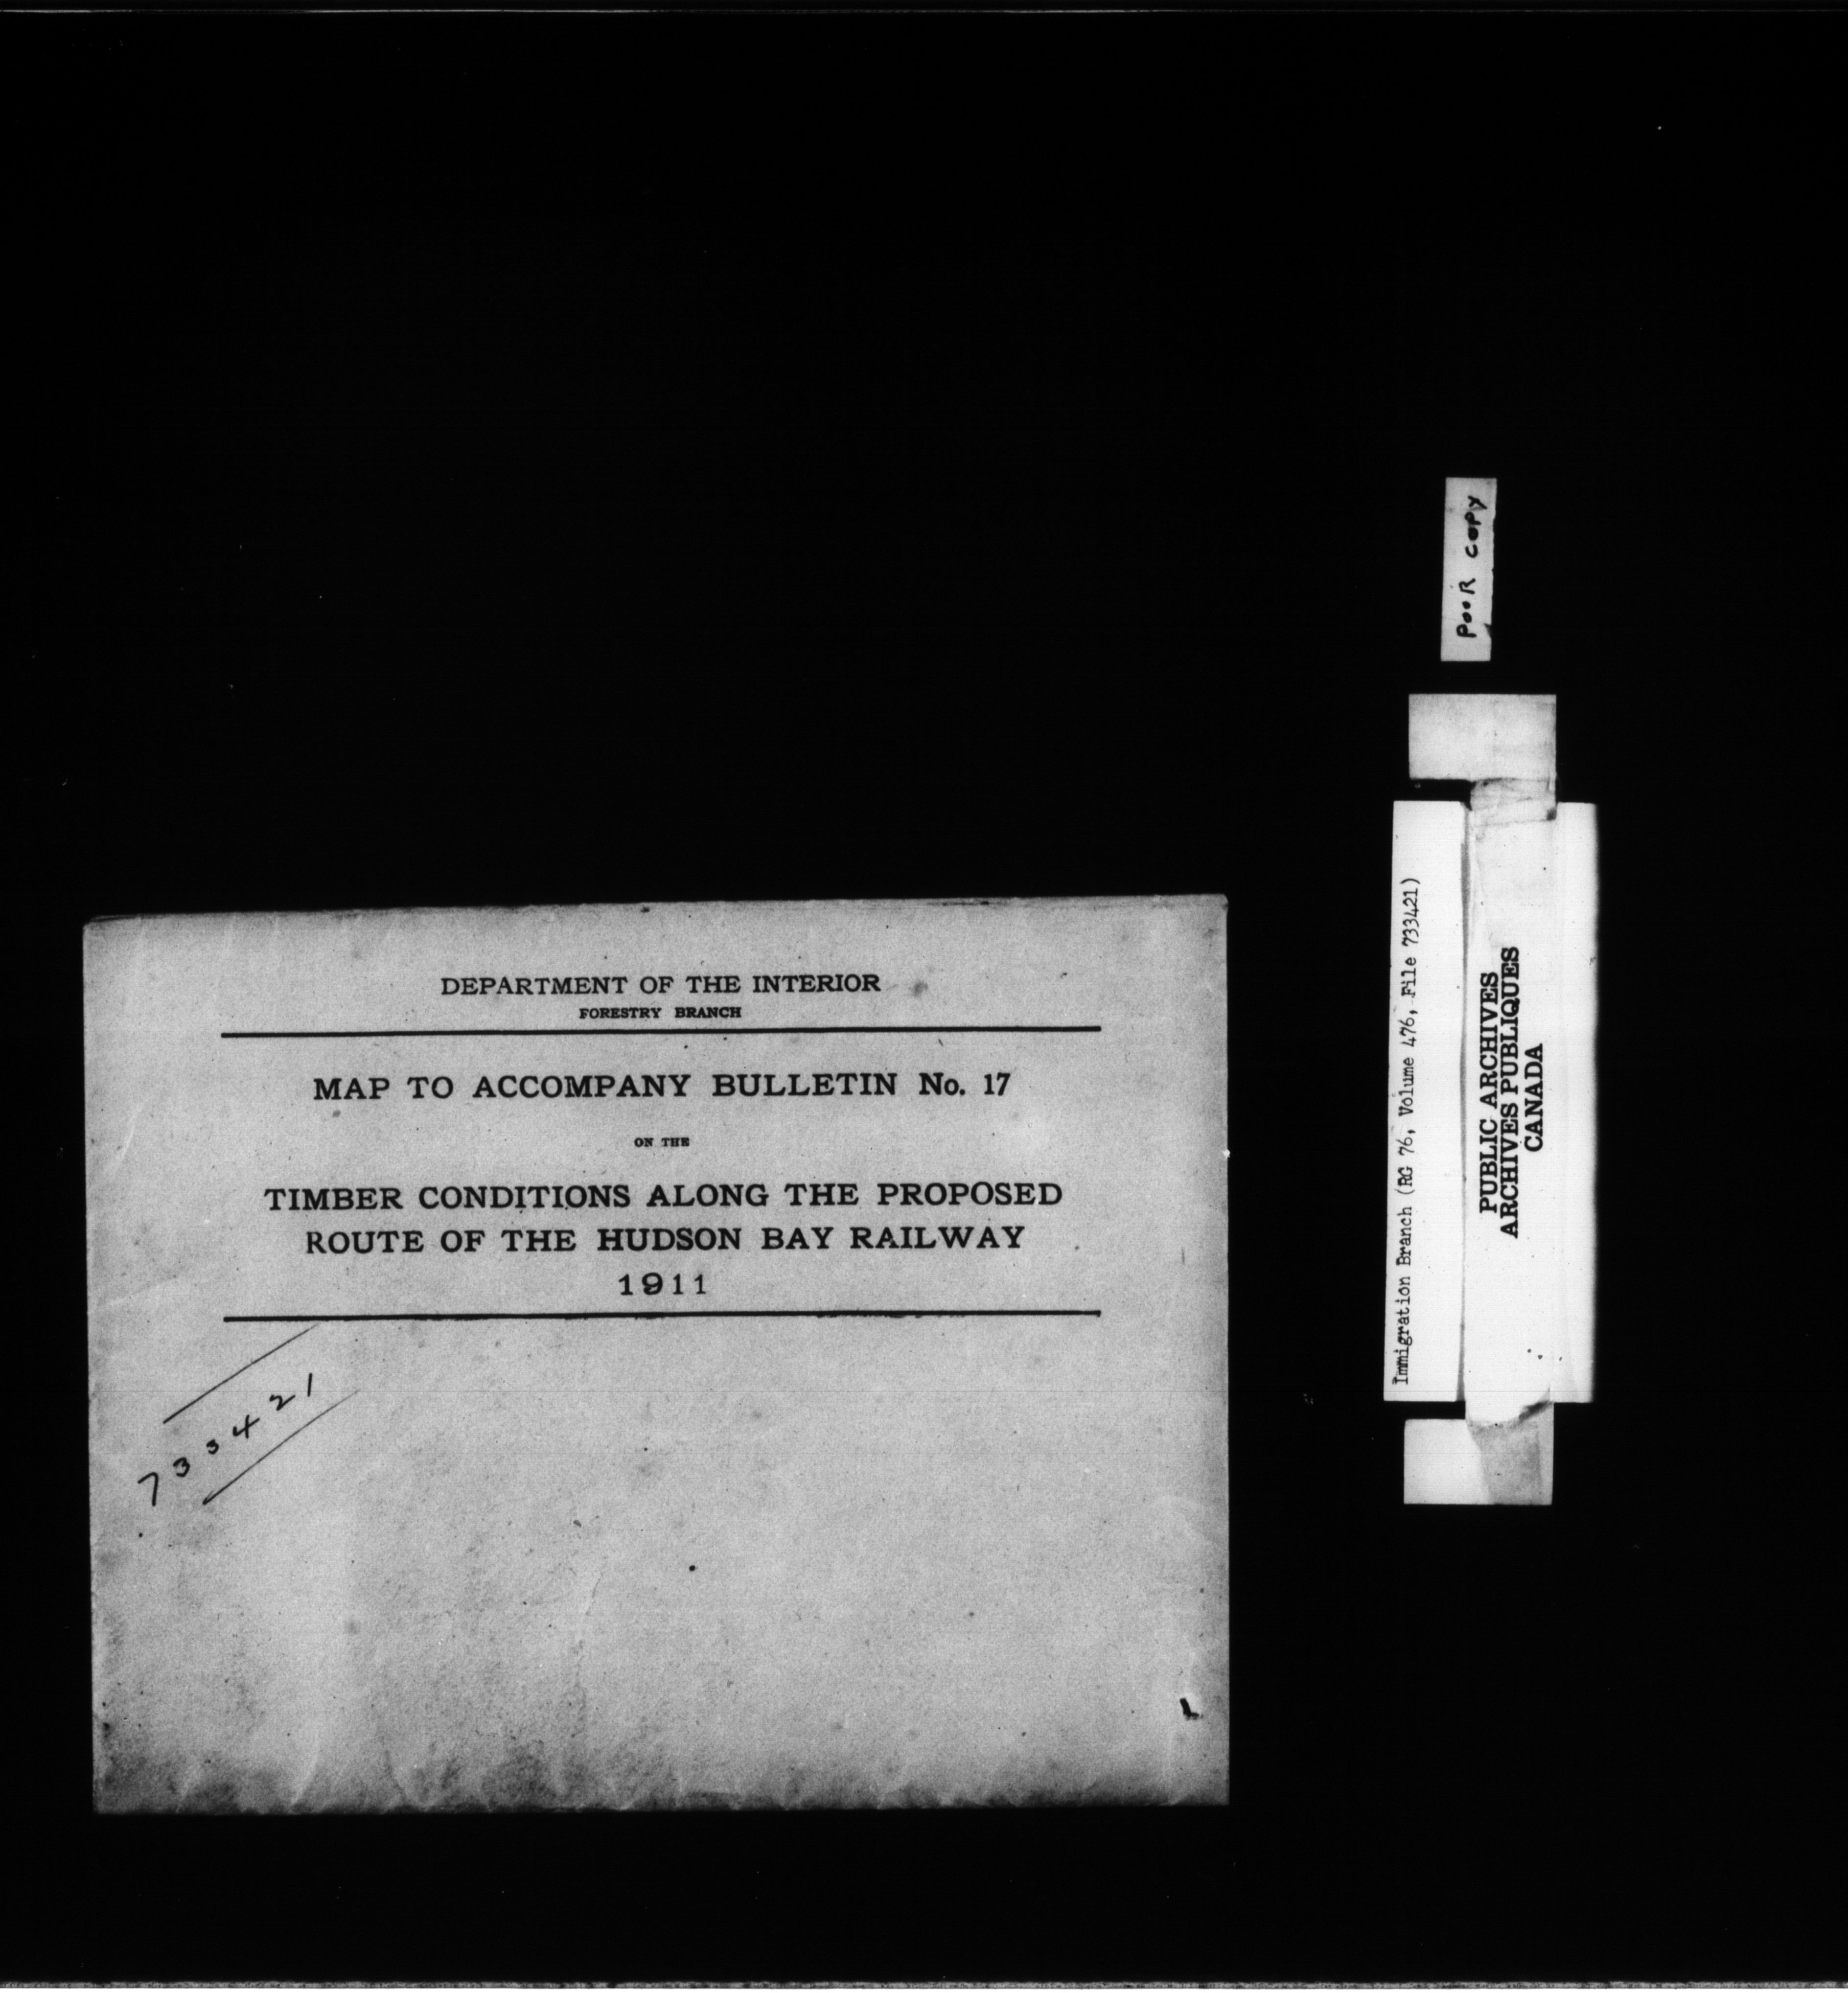 DEPARTMENT OF THE INTERIOR
FORESTRY BRANCH
MAP TO ACCOMPANY BULLETIN No. 17
ON THE
TIMBER CONDITIONS ALONG THE PROPOSED
ROUTE OF THE HUDSON BAY RAILWAY
1911
733421
PooR copy
Immigration Branch (RG 76, Volume 476, File 733421)
PUBLIC ARCHIVES
ARCHIVES PUBLIQUES
CANADA